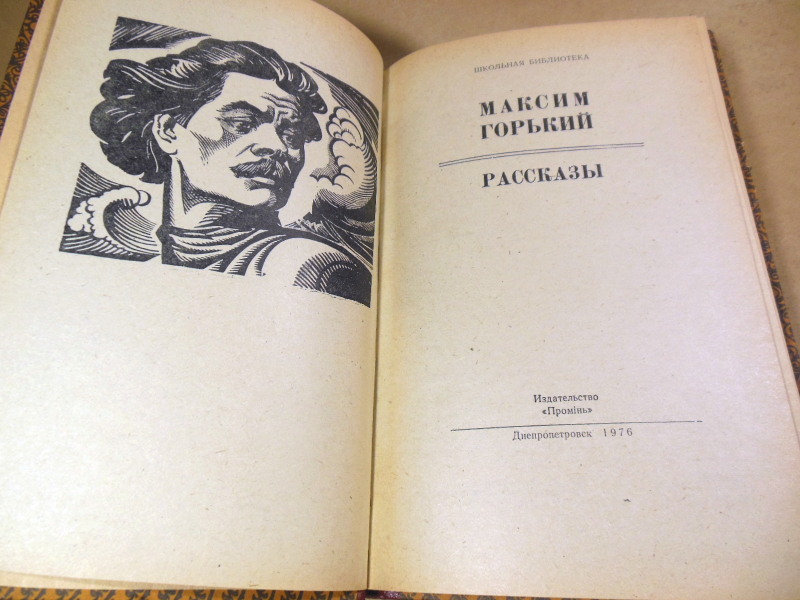 ШКОЛЬНАЯ БИБЛИОТЕКА
МАКСИМ
ГОРЬКИЙ
РАССКАЗЫ
Издательство
«Промінь»
Днепропетровск 1976